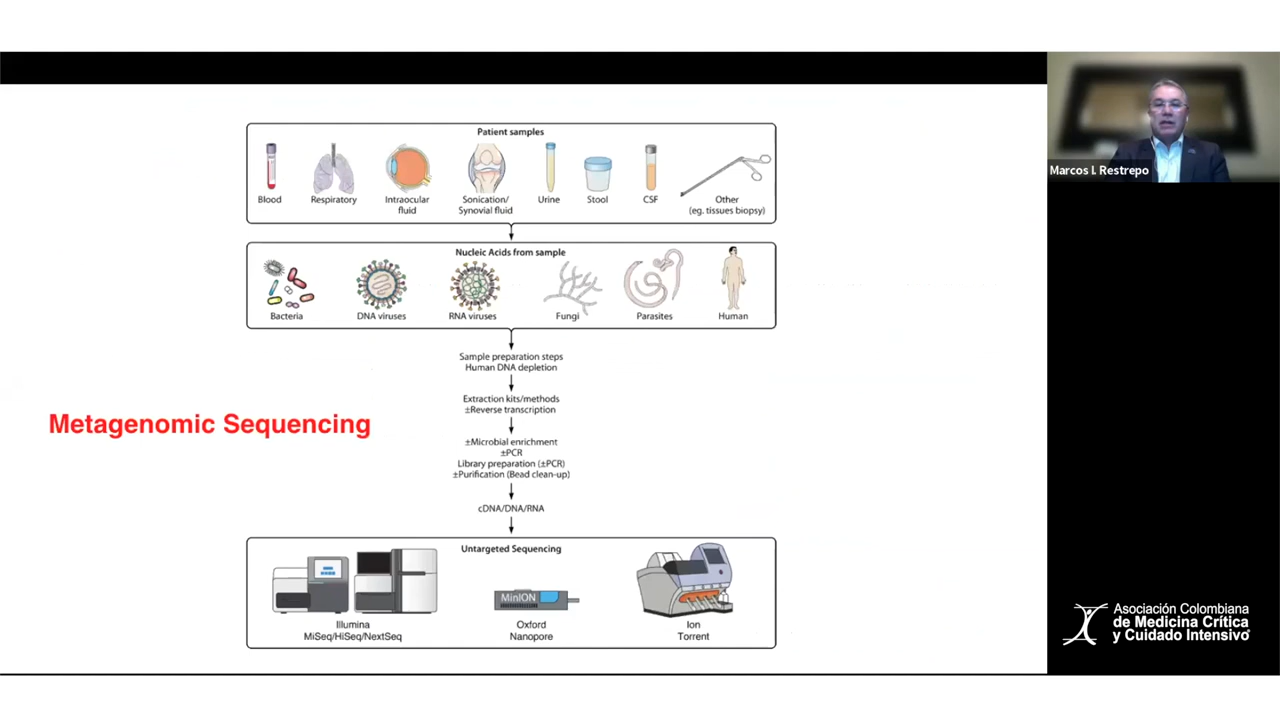 Patient samples
Blood
Respiratory
Intraocular
fluid
Sonication/
Synovial fluid
Urine
Stool
CSF
Other
(eg. tissues biopsy)
Nucleic Acids from sample
Bacteria
DNA viruses
RNA viruses
Fungi
Parasites
Human
Sample preparation steps
Human DNA depletion
Extraction kits/methods
±Reverse transcription
±Microbial enrichment
±PCR
Library preparation (±PCR)
±Purification (Bead clean-up)
cDNA/DNA/RNA
Untargeted Sequencing
MinION
Illumina
MiSeq/HiSeq/NextSeq
Oxford
Nanopore
Ion
Torrent
Metagenomic Sequencing
Marcos I. Restrepo
Asociación Colombiana
de Medicina Crítica
y Cuidado Intensivo